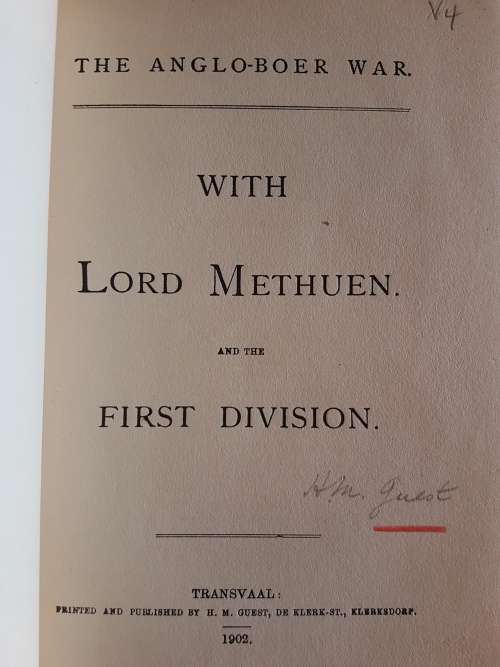 V4
THE ANGLO-BOER WAR.
WITH
LORD METHUEN.
AND THE
FIRST DIVISION.
H.M. Guest
TRANSVAAL:
PRINTED AND PUBLISHED BY H. M. GUEST, DE KLERK-ST., KLERKSDORP.
1902.